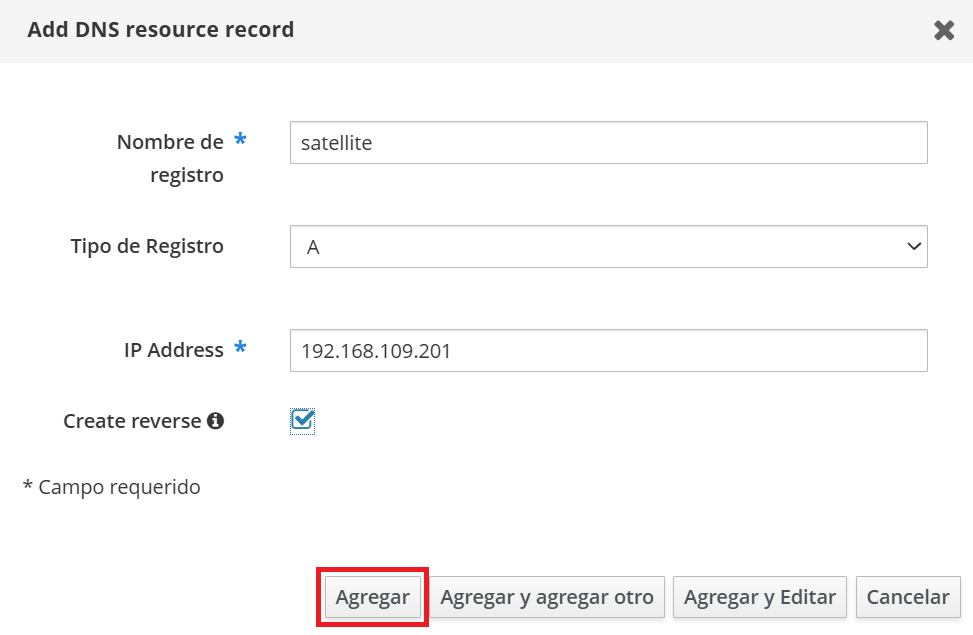 Add DNS resource record
Nombre de *
registro
satellite
Tipo de Registro
A
IP Address *
192.168.109.201
Create reverse
* Campo requerido
Agregar
Agregar y agregar otro
Agregar y Editar
Cancelar